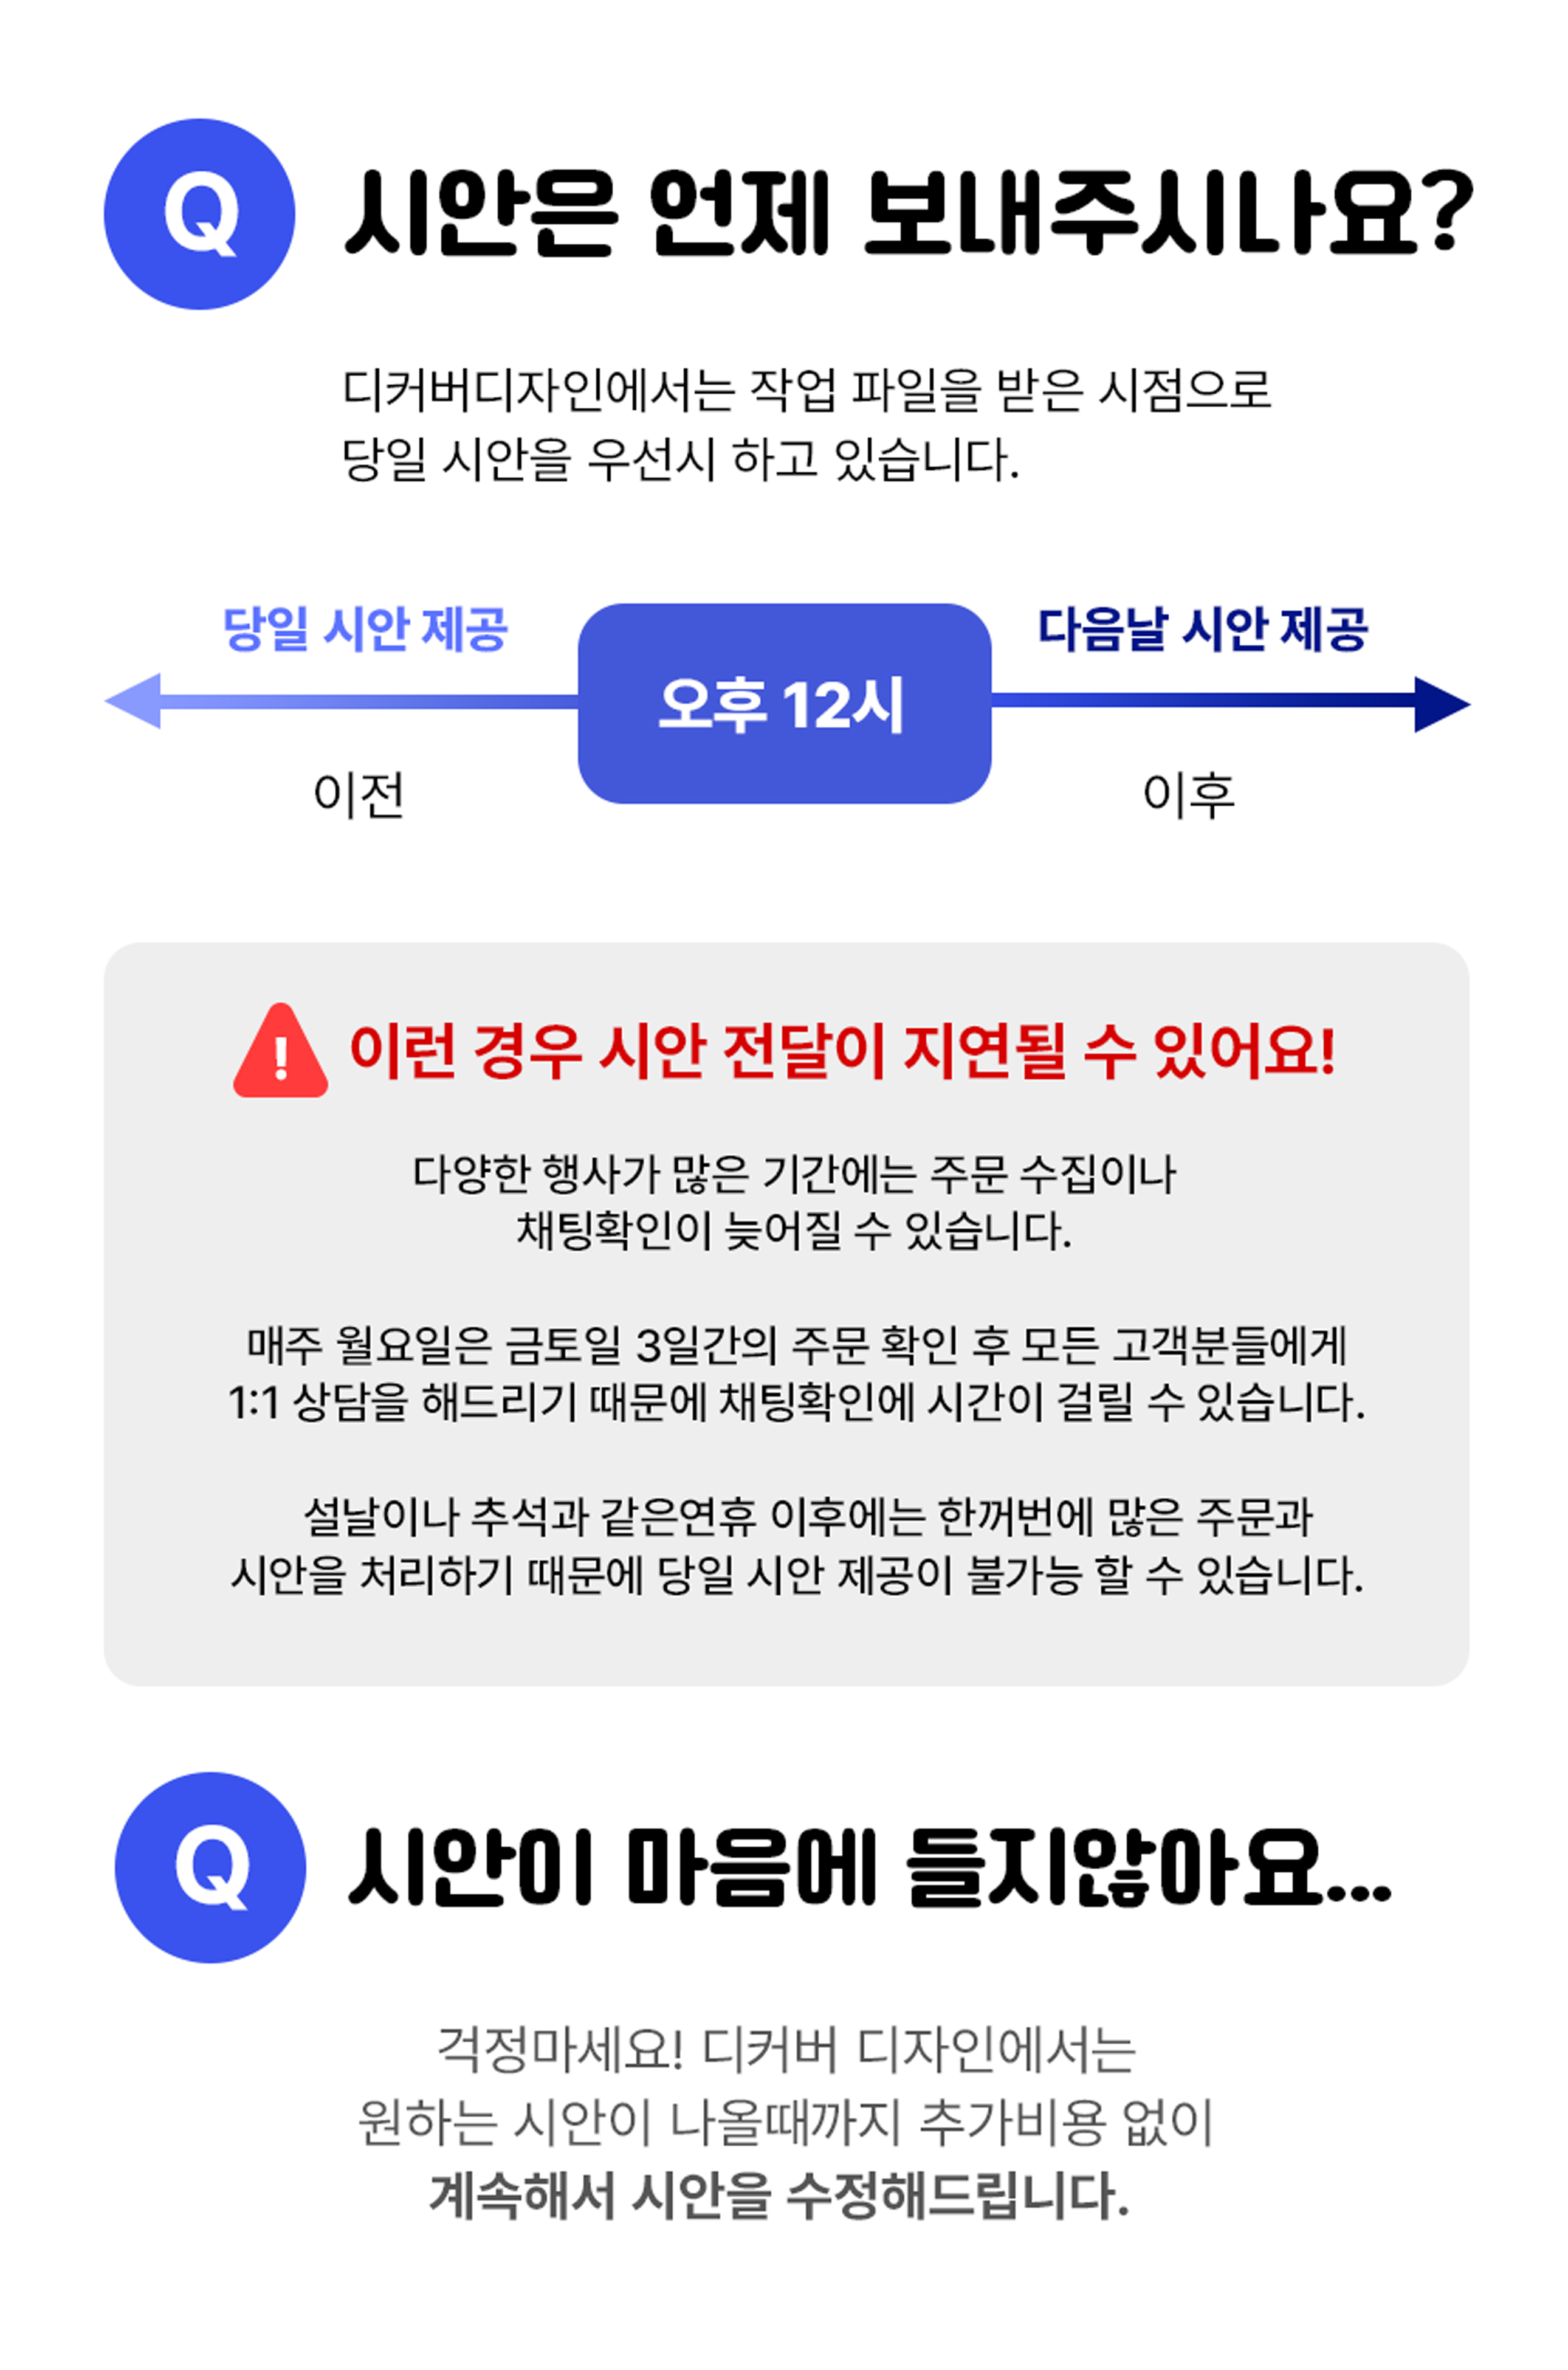 Q 시안은 언제 보내주시나요?
디커버디자인에서는 작업 파일을 받은 시점으로
당일 시안을 우선시 하고 있습니다.
당일 시안 제공
오후 12시
다음날 시안 제공
이전
이후
! 이런 경우 시안 전달이 지연될 수 있어요!
다양한 행사가 많은 기간에는 주문 수집이나
채팅확인이 늦어질 수 있습니다.
매주 월요일은 금토일 3일간의 주문 확인 후 모든 고객분들에게
1:1 상담을 해드리기 때문에 채팅확인에 시간이 걸릴 수 있습니다.
설날이나 추석과 같은연휴 이후에는 한꺼번에 많은 주문과
시안을 처리하기 때문에 당일 시안 제공이 불가능 할 수 있습니다.
Q 시안이 마음에 들지않아요...
걱정마세요! 디커버 디자인에서는
원하는 시안이 나올때까지 추가비용 없이
계속해서 시안을 수정해드립니다.